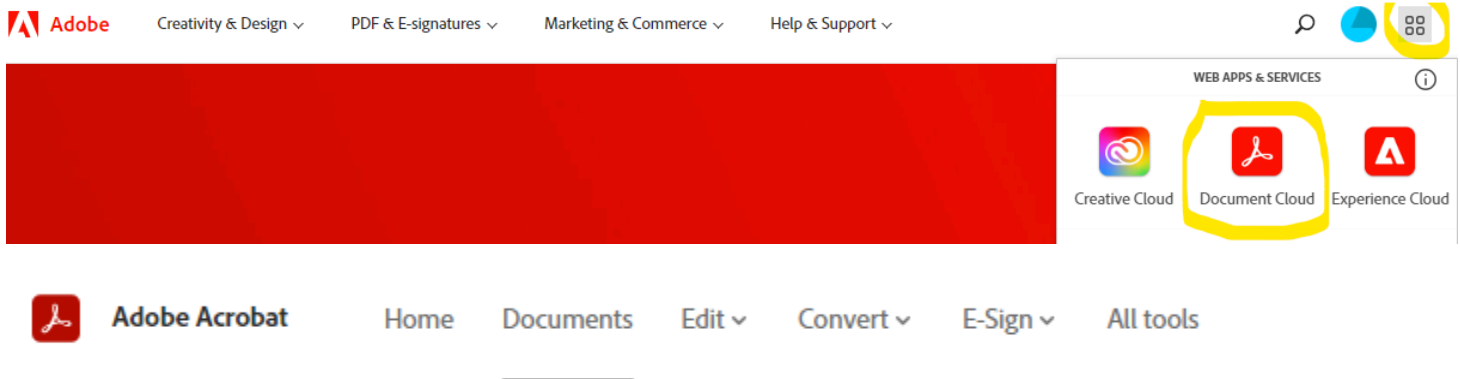 Adobe Creativity & Design PDF & E-signatures Marketing & Commerce Help & Support
WEB APPS & SERVICES
Creative Cloud Document Cloud Experience Cloud
Adobe Acrobat Home Documents Edit Convert E-Sign All tools